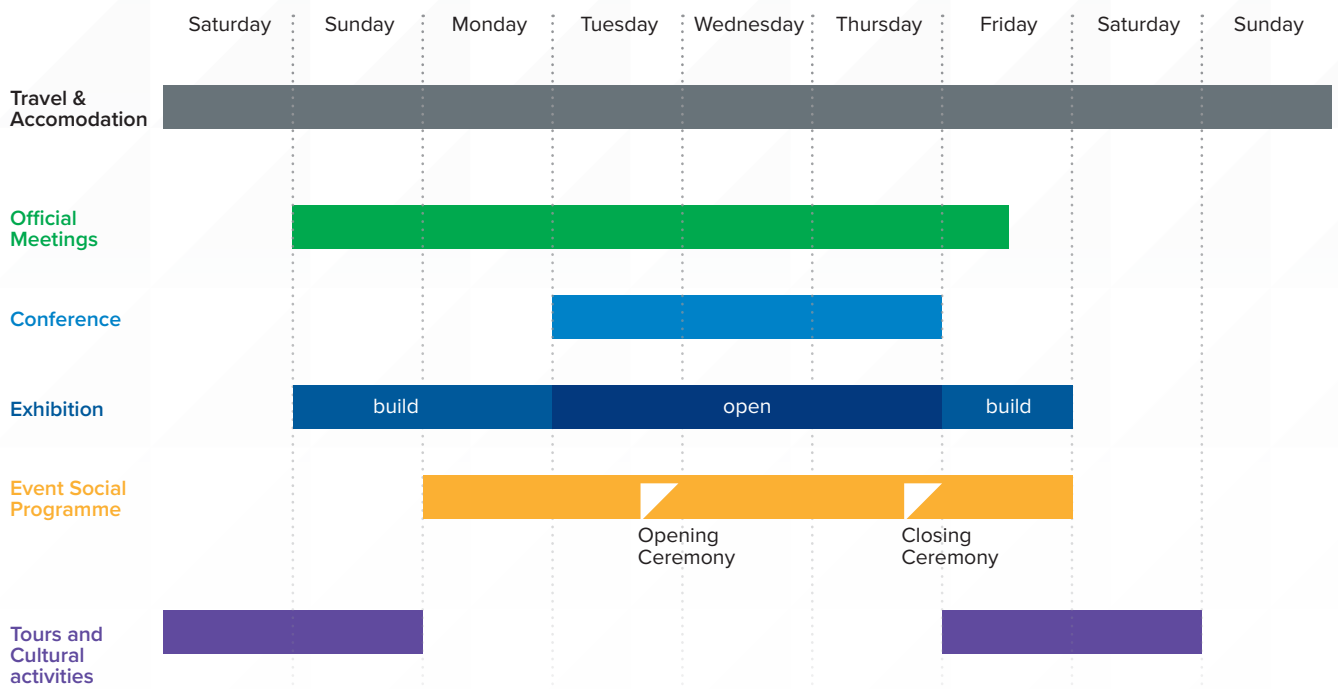 Saturday Sunday Monday Tuesday Wednesday Thursday Friday Saturday Sunday
Travel &
Accomodation
Official
Meetings
Conference
Exhibition build open build
Event Social
Programme
Opening
Ceremony
Closing
Ceremony
Tours and
Cultural
activities